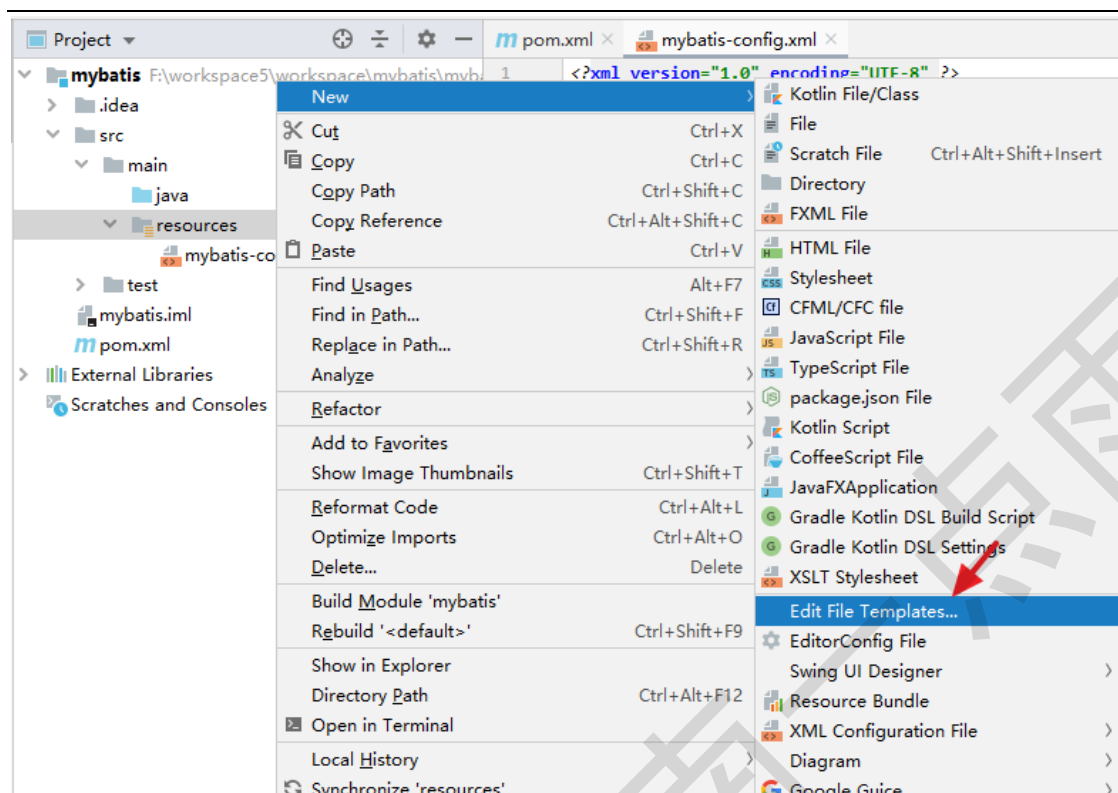 Project
pom.xml
mybatis-config.xml
mybatis F:\workspace5\workspace\mybatis\myb
1 <?xml version="1.0" encoding="UTF-8" ?>
.idea
src
main
java
resources
mybatis-co
test
mybatis.iml
pom.xml
External Libraries
Scratches and Consoles
New
Cut Ctrl+X
Copy Ctrl+C
Copy Path Ctrl+Shift+C
Copy Reference Ctrl+Alt+Shift+C
Paste Ctrl+V
Find Usages Alt+F7
Find in Path... Ctrl+Shift+F
Replace in Path... Ctrl+Shift+R
Analyze
Refactor
Add to Favorites
Show Image Thumbnails Ctrl+Shift+T
Reformat Code Ctrl+Alt+L
Optimize Imports Ctrl+Alt+O
Delete... Delete
Build Module 'mybatis'
Rebuild '<default>' Ctrl+Shift+F9
Show in Explorer
Directory Path Ctrl+Alt+F12
Open in Terminal
Local History
Synchronize 'resources'
Kotlin File/Class
File
Scratch File Ctrl+Alt+Shift+Insert
Directory
FXML File
HTML File
Stylesheet
CFML/CFC file
JavaScript File
TypeScript File
package.json File
Kotlin Script
CoffeeScript File
JavaFXApplication
Gradle Kotlin DSL Build Script
Gradle Kotlin DSL Settings
XSLT Stylesheet
Edit File Templates...
EditorConfig File
Swing UI Designer
Resource Bundle
XML Configuration File
Diagram
Google Guice